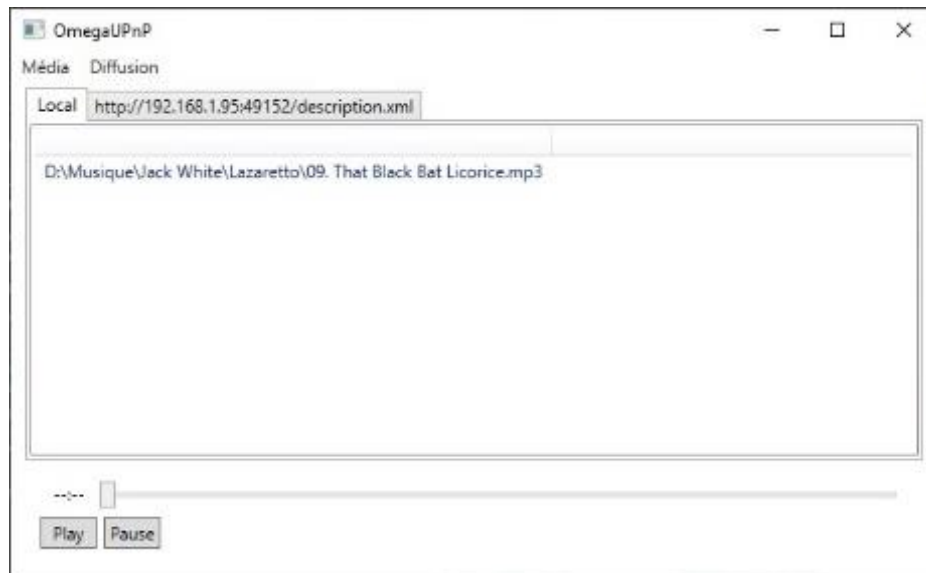 OmegaUPnP
Média Diffusion
Local http://192.168.1.95:49152/description.xml
D:\Musique\Jack White\Lazaretto\09. That Black Bat Licorice.mp3
--:--
Play Pause